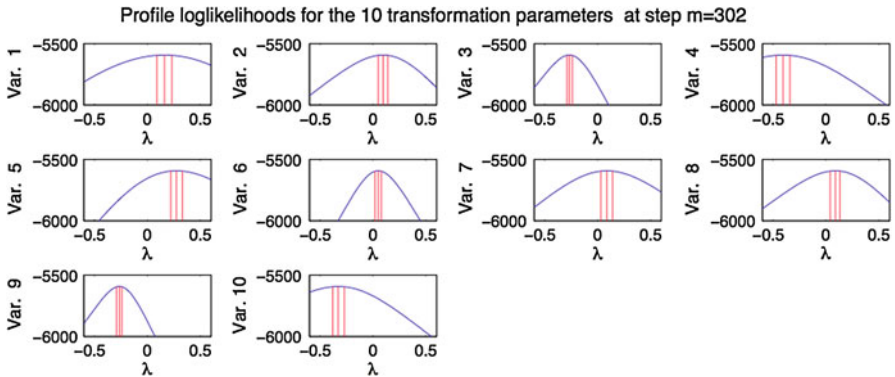 Profile loglikelihoods for the 10 transformation parameters at step m=302
Var. 1
−5500
−6000
−0.5 0 0.5
λ
Var. 2
−5500
−6000
−0.5 0 0.5
λ
Var. 3
−5500
−6000
−0.5 0 0.5
λ
Var. 4
−5500
−6000
−0.5 0 0.5
λ
Var. 5
−5500
−6000
−0.5 0 0.5
λ
Var. 6
−5500
−6000
−0.5 0 0.5
λ
Var. 7
−5500
−6000
−0.5 0 0.5
λ
Var. 8
−5500
−6000
−0.5 0 0.5
λ
Var. 9
−5500
−6000
−0.5 0 0.5
λ
Var. 10
−5500
−6000
−0.5 0 0.5
λ